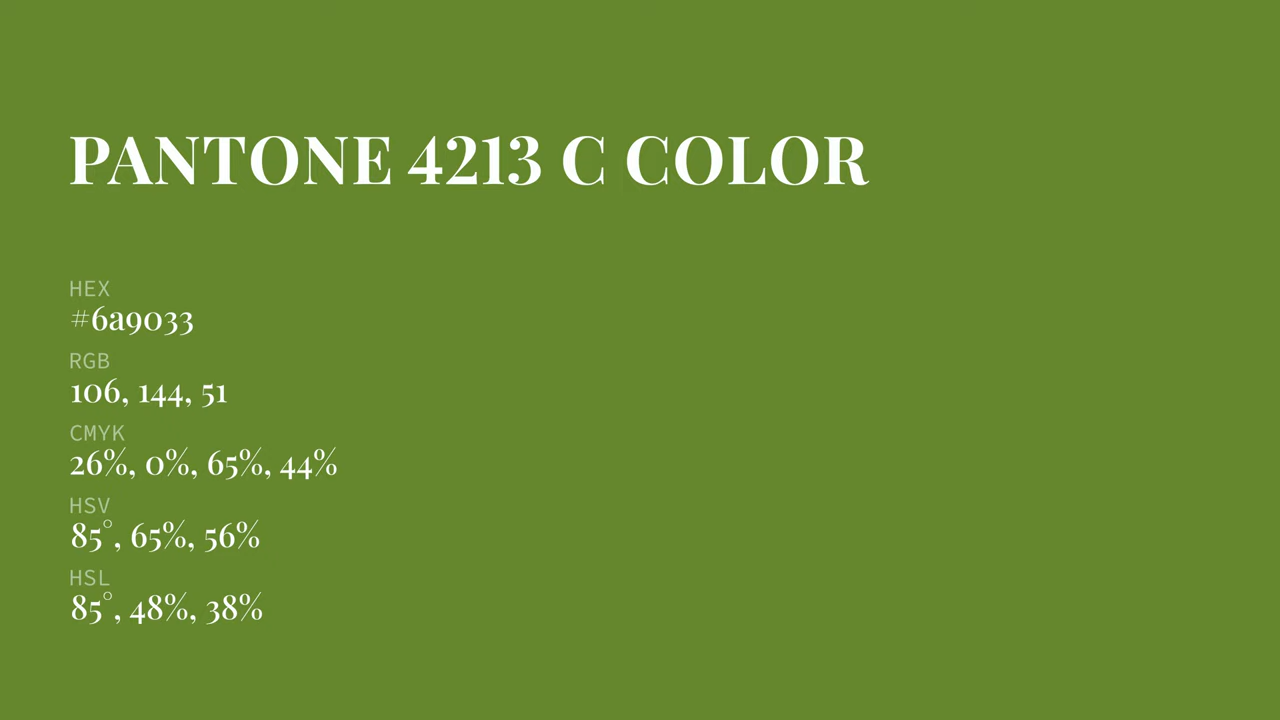 PANTONE 4213 C COLOR
HEX
#6a9033
RGB
106, 144, 51
CMYK
26%, 0%, 65%, 44%
HSV
85°, 65%, 56%
HSL
85°, 48%, 38%